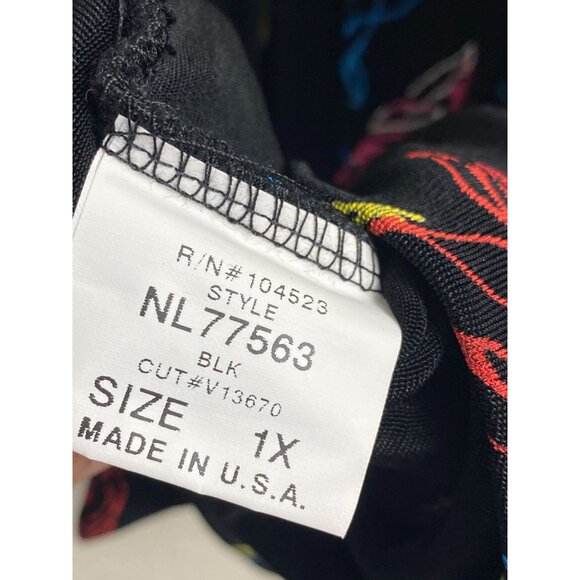 R/N# 104523
STYLE
NL77563
BLK
CUT#V13670
SIZE 1X
MADE IN U.S.A.